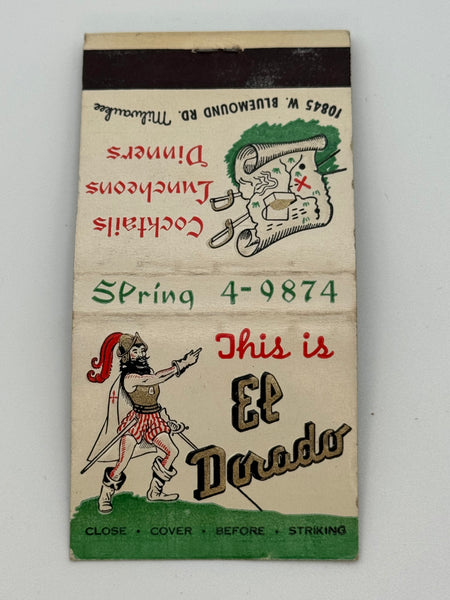 10845 W. BLUEMOUND RD. Milwaukee
Cocktails
Luncheons
Dinners
Spring 4-9874
This is
El
Dorado
CLOSE · COVER · BEFORE · STRIKING